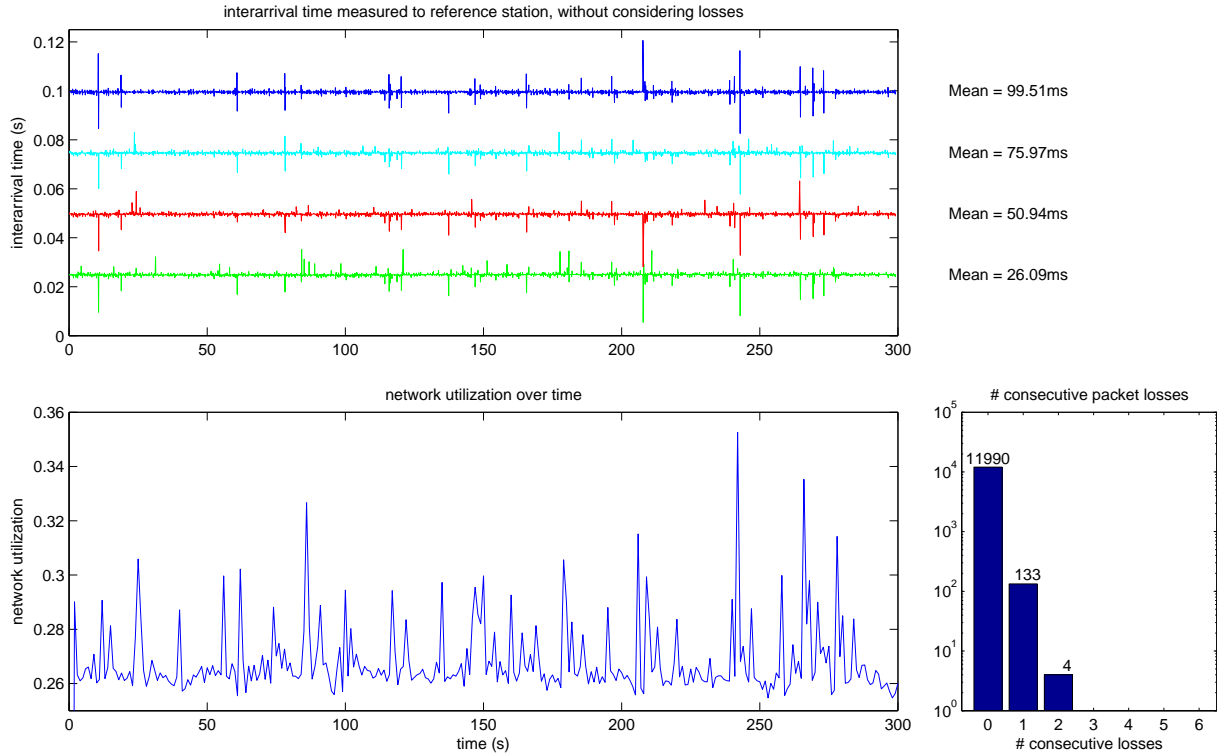 interarrival time measured to reference station, without considering losses
interarrival time (s)
0.12
0.1
0.08
0.06
0.04
0.02
0
0 50 100 150 200 250 300
Mean = 99.51ms
Mean = 75.97ms
Mean = 50.94ms
Mean = 26.09ms
network utilization over time
network utilization
0.36
0.34
0.32
0.3
0.28
0.26
0 50 100 150 200 250 300
time (s)
# consecutive packet losses
10^5
10^4
10^3
10^2
10^1
10^0
11990
133
4
0 1 2 3 4 5 6
# consecutive losses